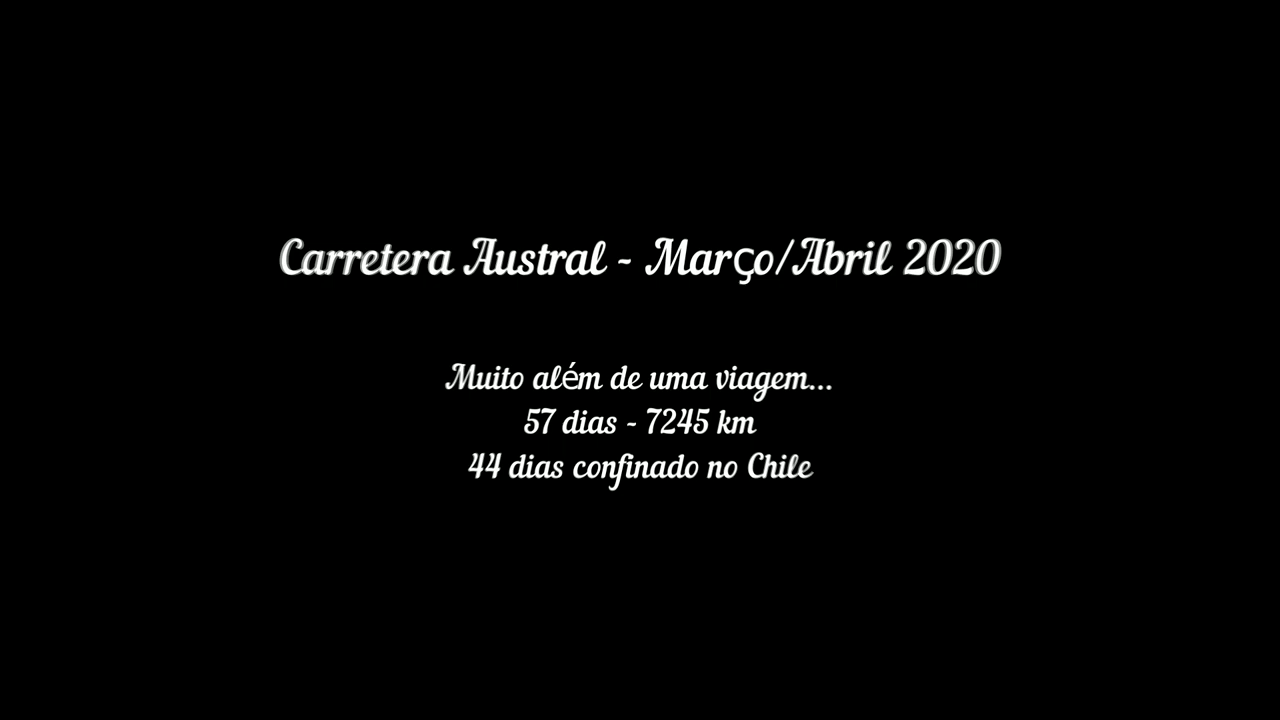 Carretera Austral - Março/Abril 2020
Muito além de uma viagem...
57 dias - 7245 km
44 dias confinado no Chile